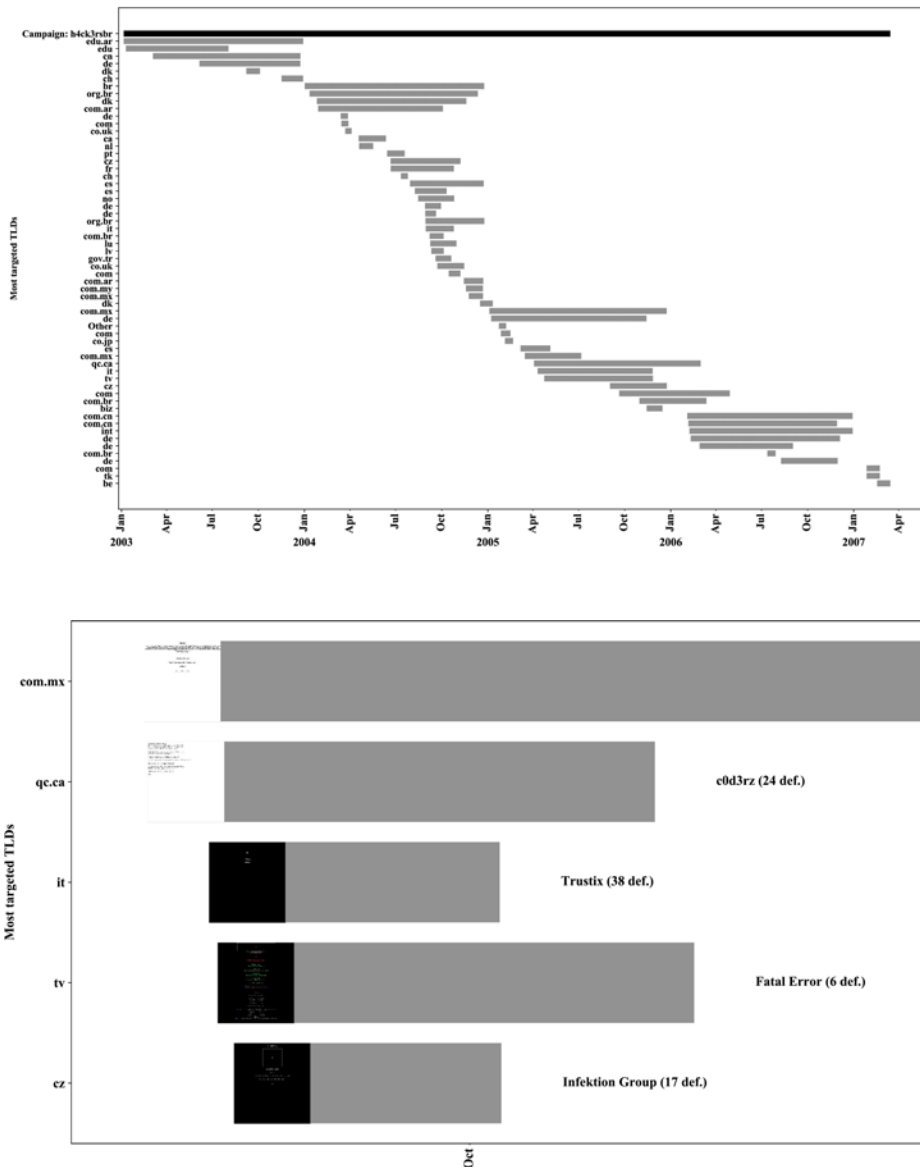 Campaign: h4ck3rsbr
edu.ar
edu
cn
de
dk
ch
br
org.br
dk
com.ar
de
com
co.uk
ca
nl
pt
cz
fr
ch
es
es
no
de
de
org.br
it
com.br
lu
lv
gov.tr
co.uk
com
com.ar
com.my
com.mx
dk
com.mx
de
Other
com
co.jp
es
com.mx
qc.ca
it
tv
cz
com
com.br
biz
com.cn
com.cn
int
de
de
com.br
de
com
tk
be
Most targeted TLDs
Jan Apr Jul Oct Jan Apr Jul Oct Jan Apr Jul Oct Jan Apr Jul Oct Jan Apr
2003 2004 2005 2006 2007
com.mx
qc.ca c0d3rz (24 def.)
it Trustix (38 def.)
tv Fatal Error (6 def.)
cz Infektion Group (17 def.)
Most targeted TLDs
Oct